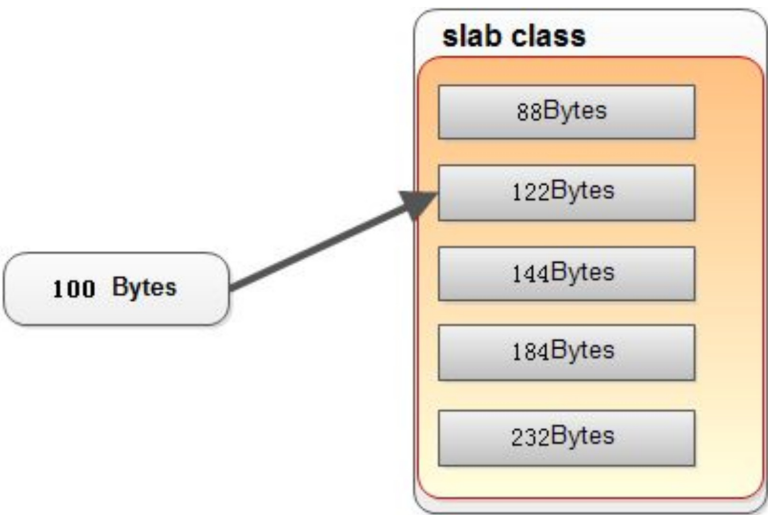 slab class
88Bytes
122Bytes
100 Bytes
144Bytes
184Bytes
232Bytes